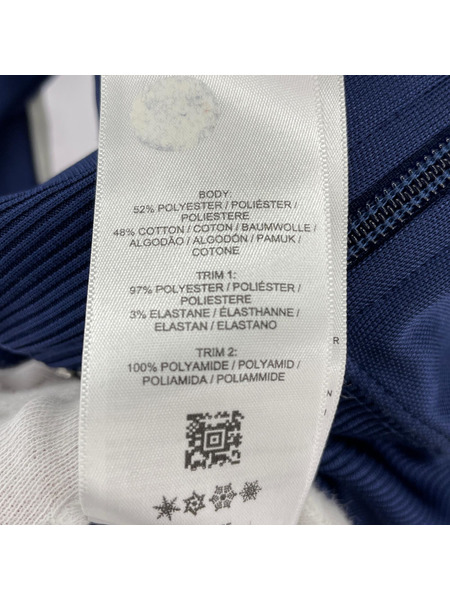 BODY:
52% POLYESTER / POLIÉSTER /
POLIESTERE
48% COTTON / COTON / BAUMWOLLE /
ALGODÃO / ALGODÓN / PAMUK /
COTONE
TRIM 1:
97% POLYESTER / POLIÉSTER /
POLIESTERE
3% ELASTANE / ÉLASTHANNE /
ELASTAN / ELASTANO
TRIM 2:
100% POLYAMIDE / POLYAMID /
POLIAMIDA / POLIAMMIDE
R
N